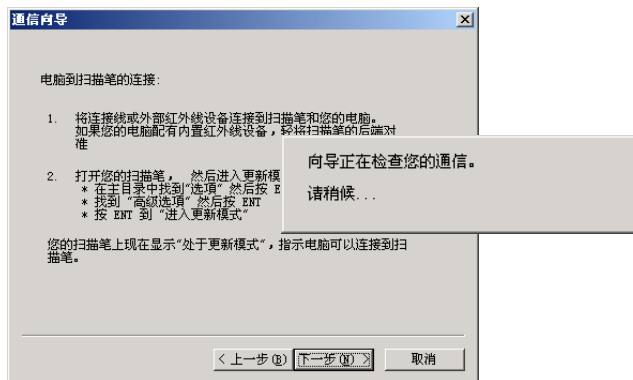 通信向导
电脑到扫描笔的连接:
1. 将连接线或外部红外线设备连接到扫描笔和您的电脑。
如果您的电脑配有内置红外线设备，轻将扫描笔的后端对
准
2. 打开您的扫描笔， 然后进入更新模
* 在主目录中找到"选项" 然后按 E
* 找到 "高级选项" 然后按 ENT
* 按 ENT 到 "进入更新模式"
您的扫描笔上现在显示"处于更新模式"，指示电脑可以连接到扫
描笔。
向导正在检查您的通信。
请稍候...
< 上一步(B)
下一步(N) >
取消